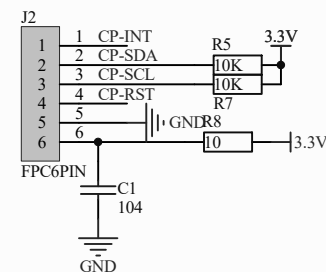 J2
1 1 CP-INT
2 2 CP-SDA
3 3 CP-SCL
4 4 CP-RST
5 5
6 6
FPC6PIN
R5
10K
10K
R7
3.3V
GND
R8
10
3.3V
C1
104
GND